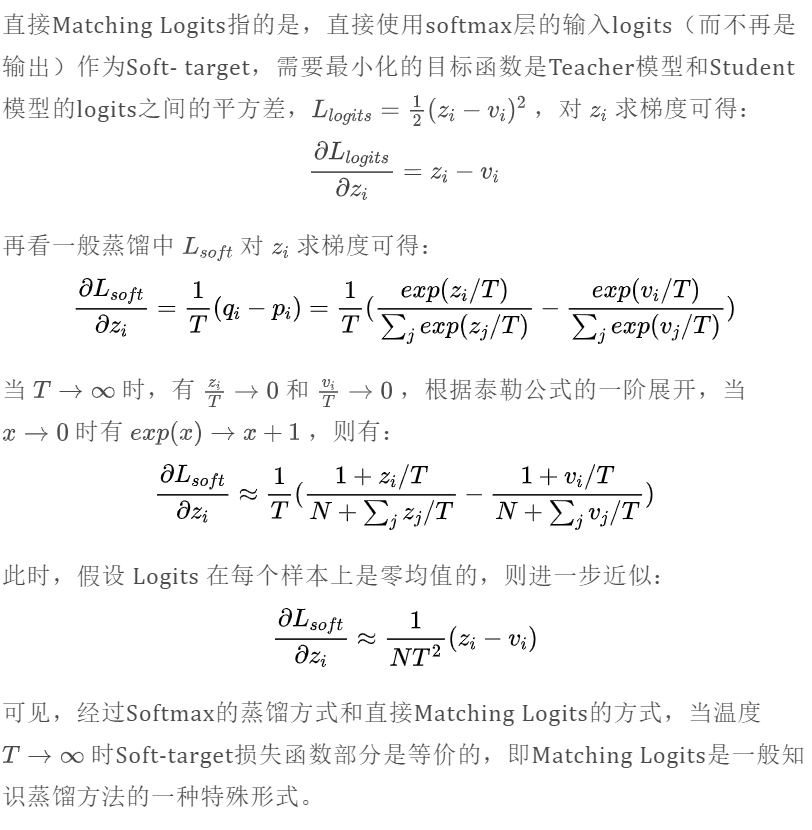 直接Matching Logits指的是，直接使用softmax层的输入logits（而不再是
输出）作为Soft- target，需要最小化的目标函数是Teacher模型和Student
模型的logits之间的平方差，$L_{logits} = \frac{1}{2}(z_i - v_i)^2$ ，对 $z_i$ 求梯度可得：
$\frac{\partial L_{logits}}{\partial z_i} = z_i - v_i$
再看一般蒸馏中 $L_{soft}$ 对 $z_i$ 求梯度可得：
$\frac{\partial L_{soft}}{\partial z_i} = \frac{1}{T}(q_i - p_i) = \frac{1}{T}(\frac{exp(z_i/T)}{\sum_j exp(z_j/T)} - \frac{exp(v_i/T)}{\sum_j exp(v_j/T)})$
当 $T \to \infty$ 时，有 $\frac{z_i}{T} \to 0$ 和 $\frac{v_i}{T} \to 0$ ，根据泰勒公式的一阶展开，当
$x \to 0$ 时有 $exp(x) \to x + 1$ ，则有：
$\frac{\partial L_{soft}}{\partial z_i} \approx \frac{1}{T}(\frac{1 + z_i/T}{N + \sum_j z_j/T} - \frac{1 + v_i/T}{N + \sum_j v_j/T})$
此时，假设 Logits 在每个样本上是零均值的，则进一步近似：
$\frac{\partial L_{soft}}{\partial z_i} \approx \frac{1}{NT^2}(z_i - v_i)$
可见，经过Softmax的蒸馏方式和直接Matching Logits的方式，当温度
$T \to \infty$ 时Soft-target损失函数部分是等价的，即Matching Logits是一般知
识蒸馏方法的一种特殊形式。